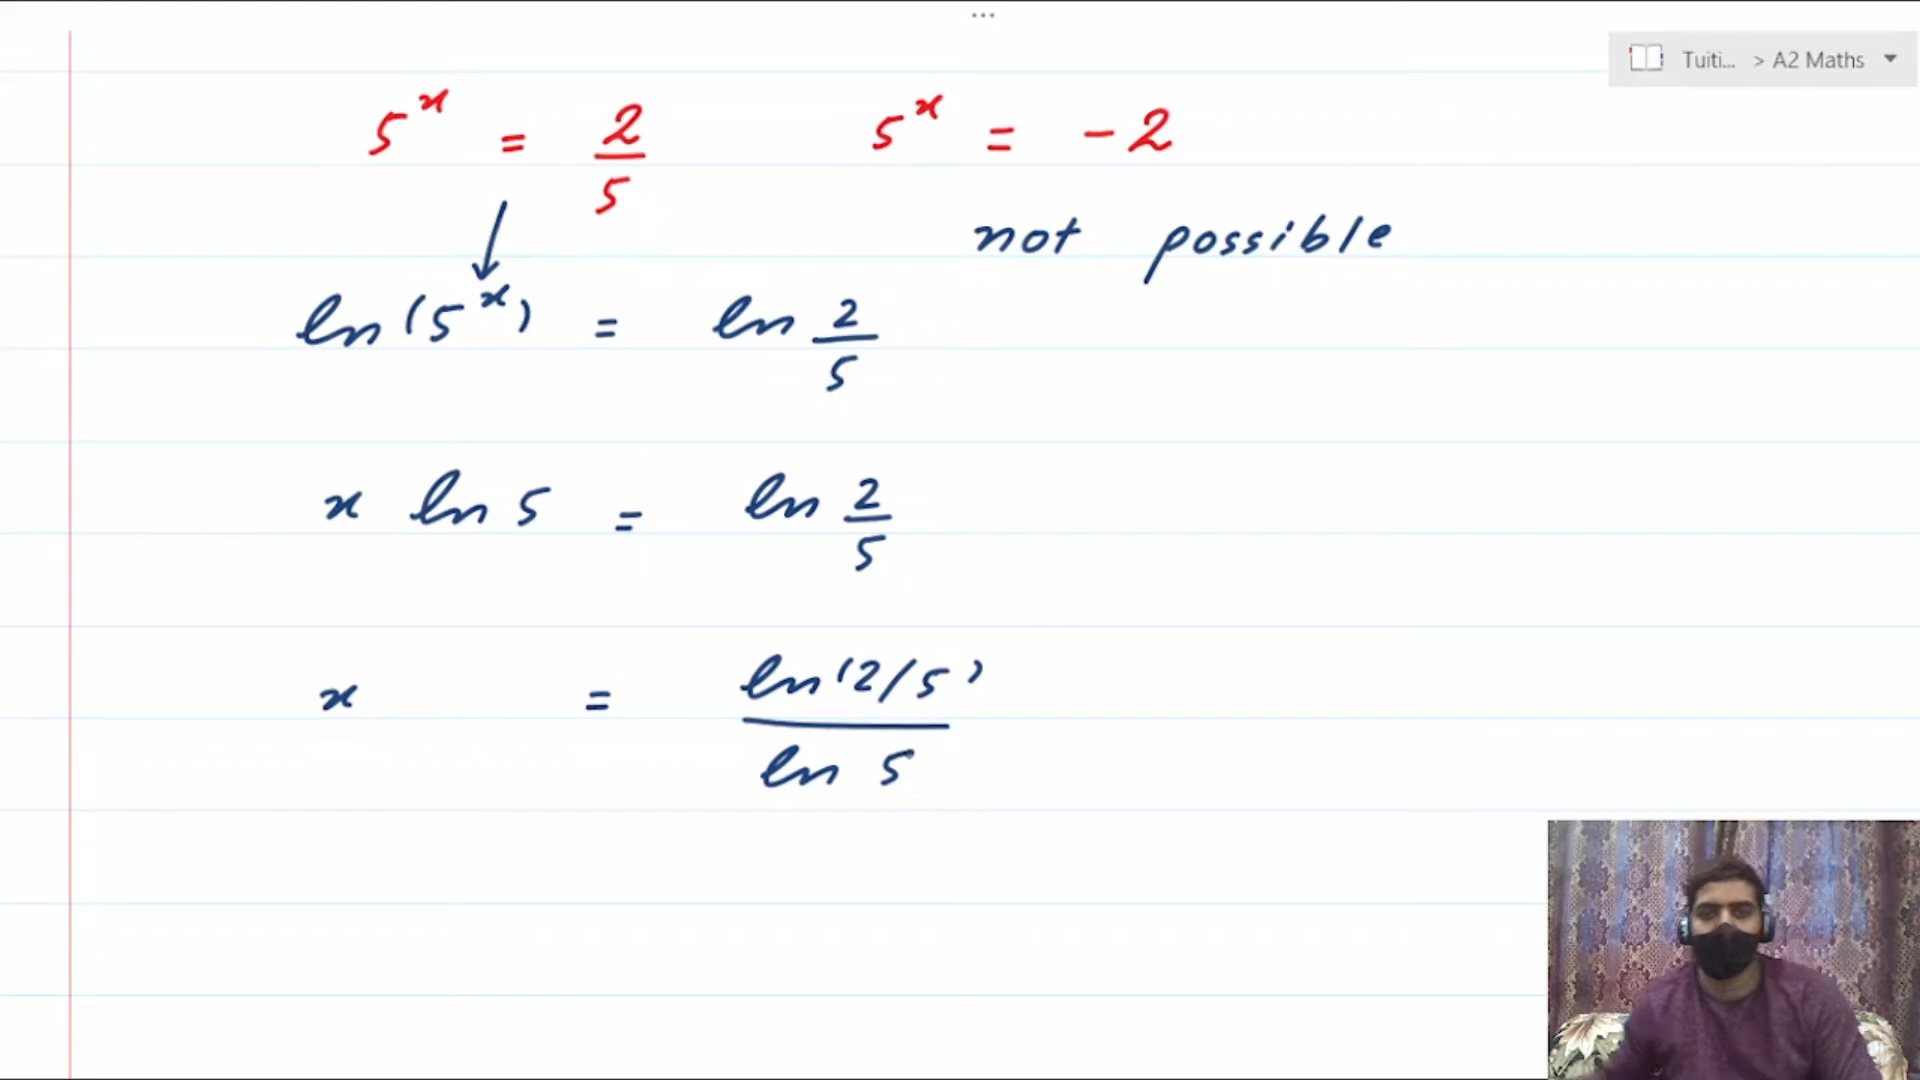 ...
Tuiti... > A2 Maths
5^x = 2/5    5^x = -2
not possible
ln(5^x) = ln 2/5
x ln 5 = ln 2/5
x = ln(2/5) / ln 5